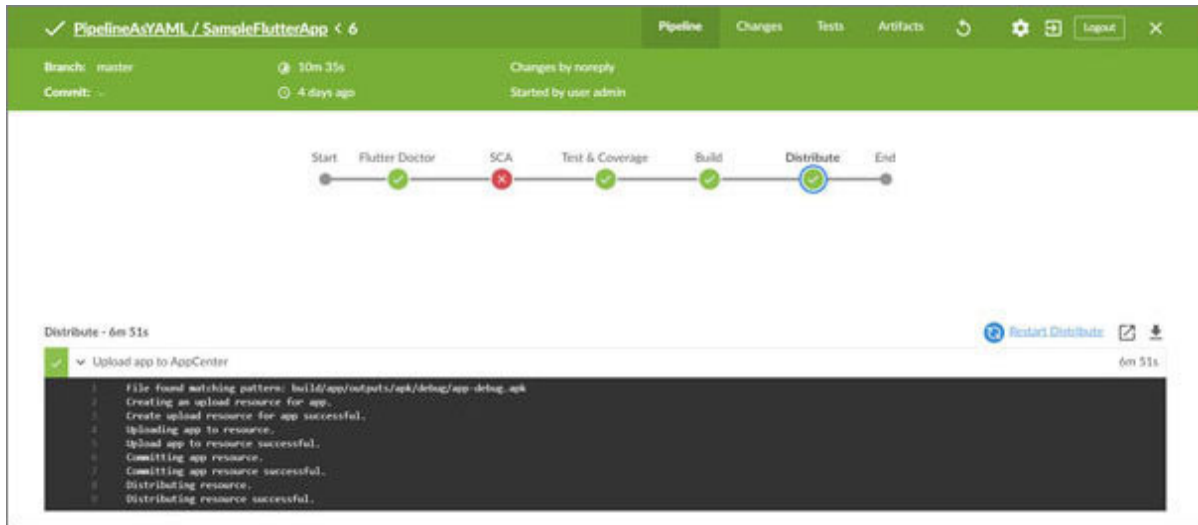 PipelineAsYAML / SampleFlutterApp < 6 Pipeline Changes Tests Artifacts Logout
Branch: master 10m 35s Changes by noreply
Commit: - 4 days ago Started by user admin
Start Flutter Doctor SCA Test & Coverage Build Distribute End
Distribute - 6m 51s Restart Distribute
Upload app to AppCenter 6m 51s
1 File found matching pattern: build/app/outputs/apk/debug/app-debug.apk
2 Creating an upload resource for app.
3 Create upload resource for app successful.
4 Uploading app to resource.
5 Upload app to resource successful.
6 Committing app resource.
7 Committing app resource successful.
8 Distributing resource.
9 Distributing resource successful.